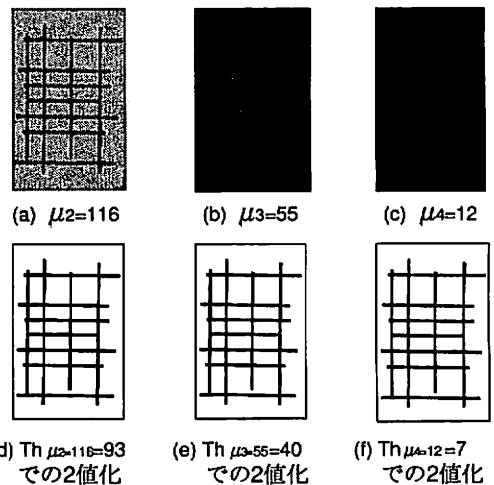 (a) μ2=116
(b) μ3=55
(c) μ4=12
d) Th μ2=116=93
での2値化
(e) Th μ3=55=40
での2値化
(f) Th μ4=12=7
での2値化